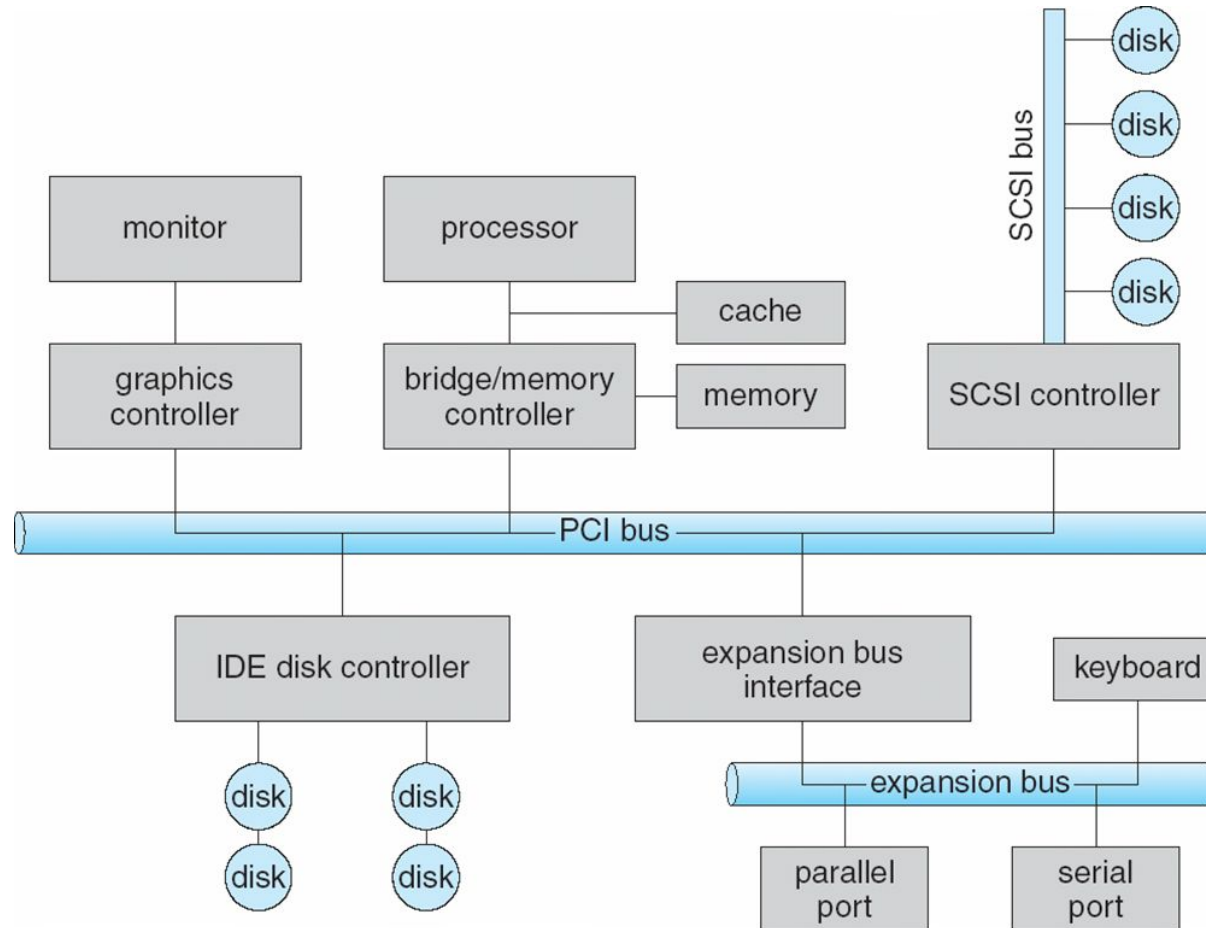 disk
disk
SCSI bus
disk
disk
monitor
processor
cache
graphics
controller
bridge/memory
controller
memory
SCSI controller
PCI bus
IDE disk controller
expansion bus
interface
keyboard
disk
disk
expansion bus
disk
disk
parallel
port
serial
port